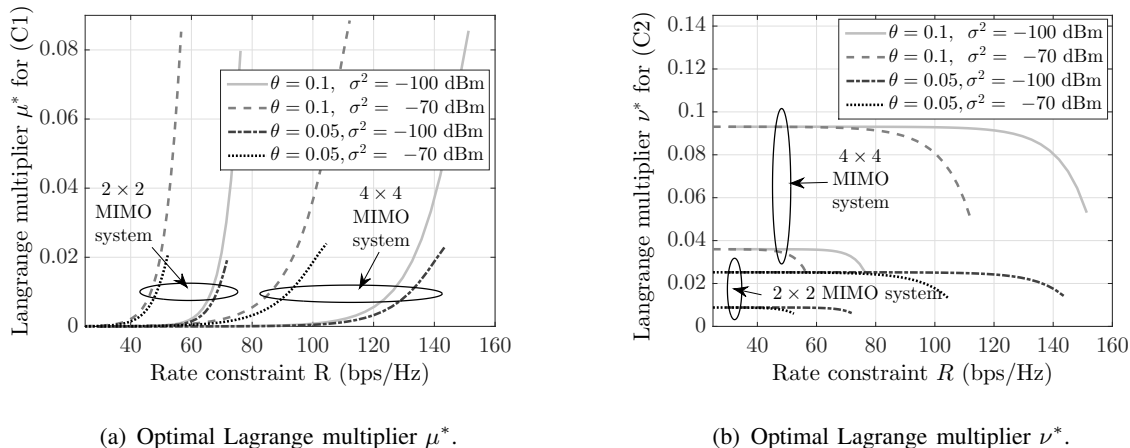 0.08
0.06
0.04
0.02
0
Langrange multiplier μ* for (C1)
θ = 0.1, σ² = −100 dBm
θ = 0.1, σ² = −70 dBm
θ = 0.05, σ² = −100 dBm
θ = 0.05, σ² = −70 dBm
2 × 2
MIMO
system
4 × 4
MIMO
system
40 60 80 100 120 140 160
Rate constraint R (bps/Hz)
(a) Optimal Lagrange multiplier μ*.
0.14
0.12
0.1
0.08
0.06
0.04
0.02
0
Langrange multiplier ν* for (C2)
θ = 0.1, σ² = −100 dBm
θ = 0.1, σ² = −70 dBm
θ = 0.05, σ² = −100 dBm
θ = 0.05, σ² = −70 dBm
4 × 4
MIMO
system
2 × 2 MIMO system
40 60 80 100 120 140 160
Rate constraint R (bps/Hz)
(b) Optimal Lagrange multiplier ν*.